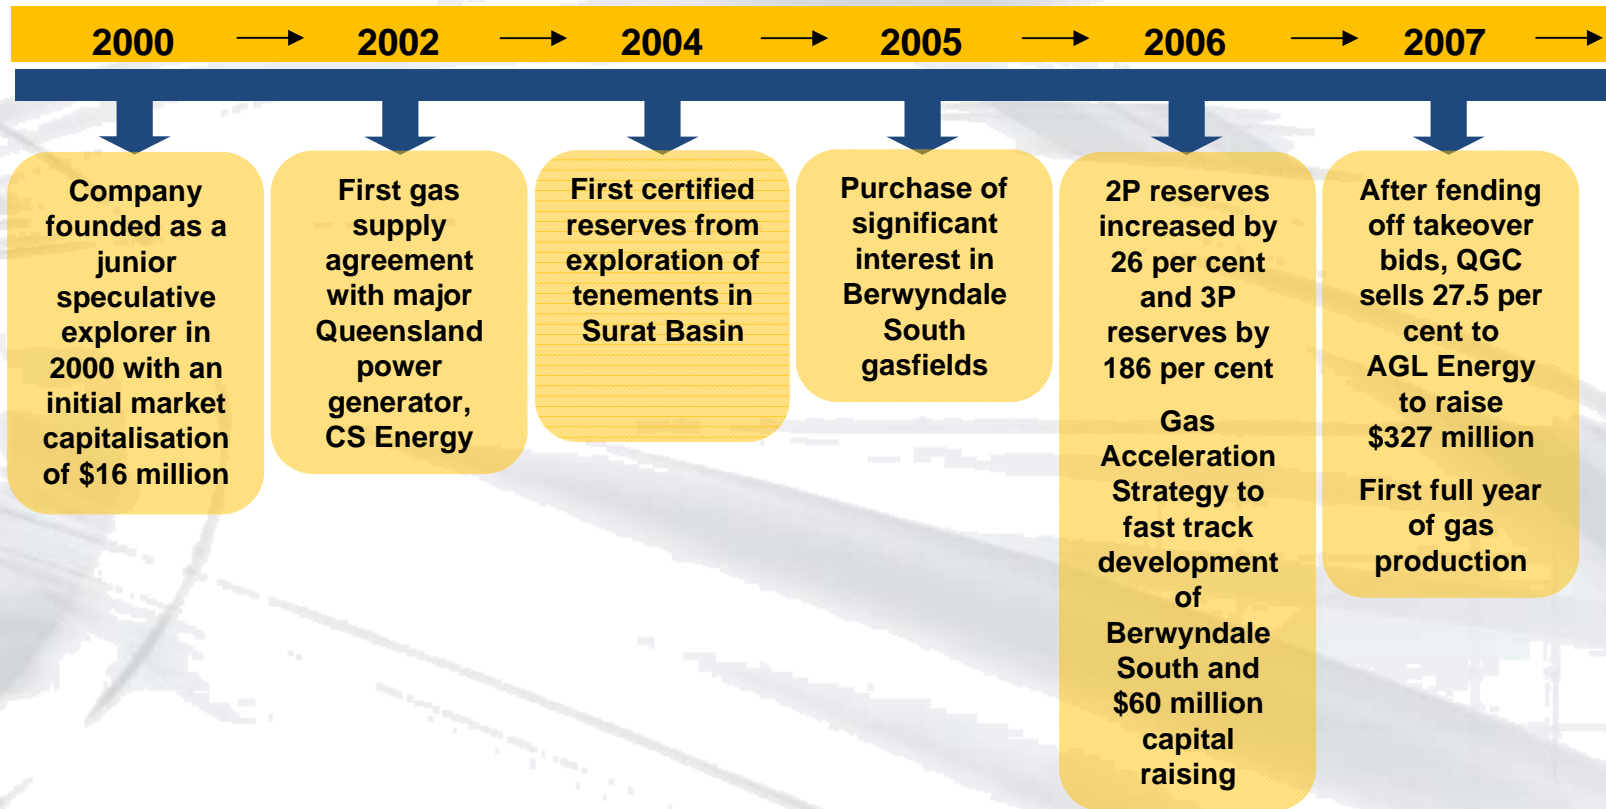 2000 → 2002 → 2004 → 2005 → 2006 → 2007 →
Company
founded as a
junior
speculative
explorer in
2000 with an
initial market
capitalisation
of $16 million
First gas
supply
agreement
with major
Queensland
power
generator,
CS Energy
First certified
reserves from
exploration of
tenements in
Surat Basin
Purchase of
significant
interest in
Berwyndale
South
gasfields
2P reserves
increased by
26 per cent
and 3P
reserves by
186 per cent
Gas
Acceleration
Strategy to
fast track
development
of
Berwyndale
South and
$60 million
capital
raising
After fending
off takeover
bids, QGC
sells 27.5 per
cent to
AGL Energy
to raise
$327 million
First full year
of gas
production